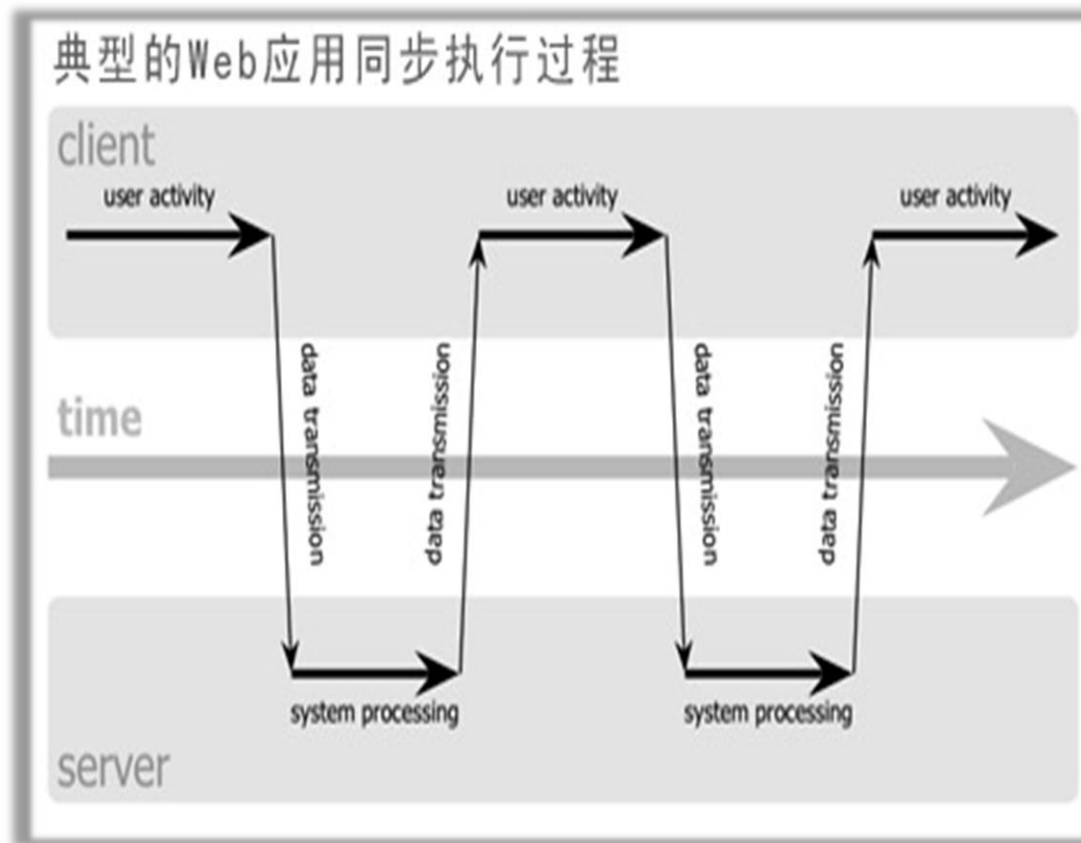 典型的Web应用同步执行过程
client
user activity
user activity
user activity
data transmission
data transmission
data transmission
data transmission
time
system processing
system processing
server